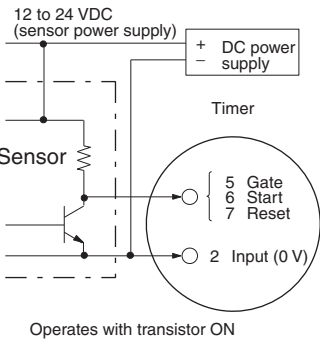 12 to 24 VDC
(sensor power supply)
+ DC power
− supply
Timer
Sensor
5 Gate
6 Start
7 Reset
2 Input (0 V)
Operates with transistor ON